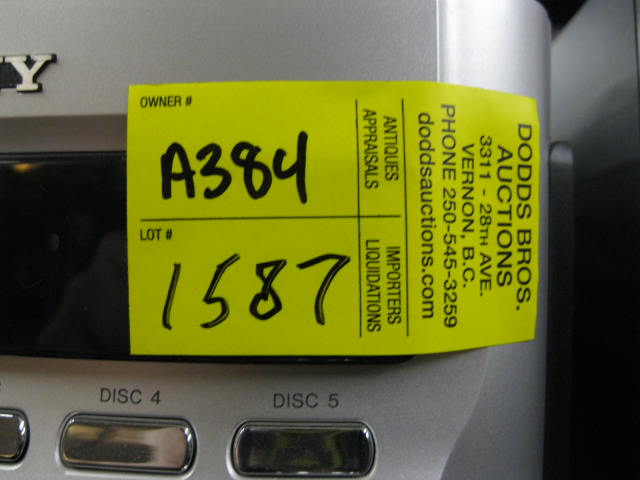 OWNER #
A384
LOT #
1587
ANTIQUES
APPRAISALS
IMPORTERS
LIQUIDATIONS
DODDS BROS.
AUCTIONS
3311 - 28TH AVE.
VERNON, B.C.
PHONE 250-545-3259
doddsauctions.com
DISC 4
DISC 5